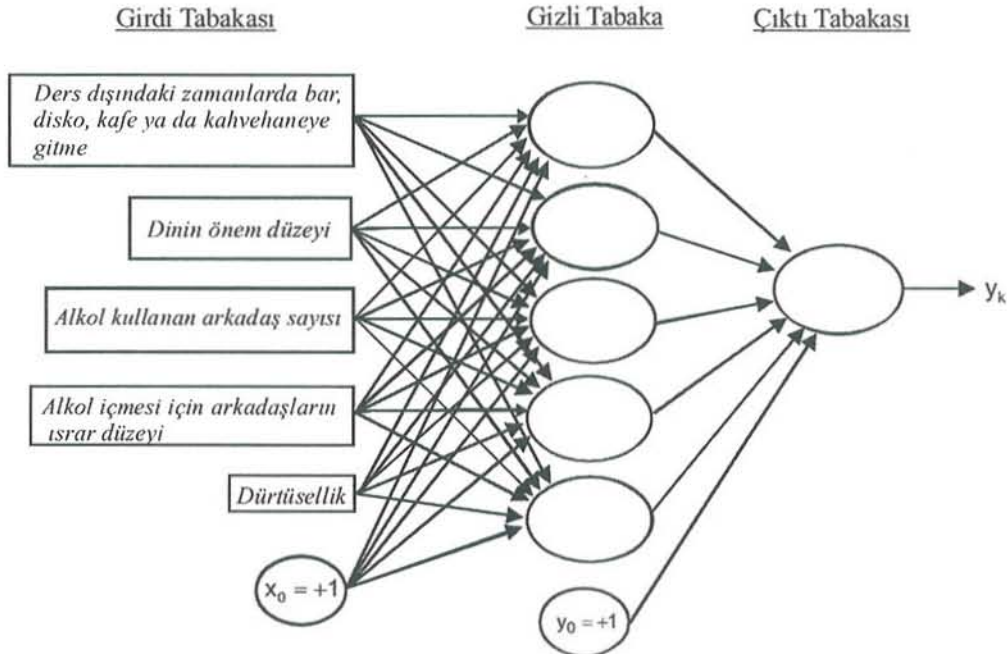 Girdi Tabakası
Gizli Tabaka
Çıktı Tabakası
Ders dışındaki zamanlarda bar,
disko, kafe ya da kahvehaneye
gitme
Dinin önem düzeyi
Alkol kullanan arkadaş sayısı
Alkol içmesi için arkadaşların
ısrar düzeyi
Dürtüsellik
x₀ = +1
y₀ = +1
yₖ